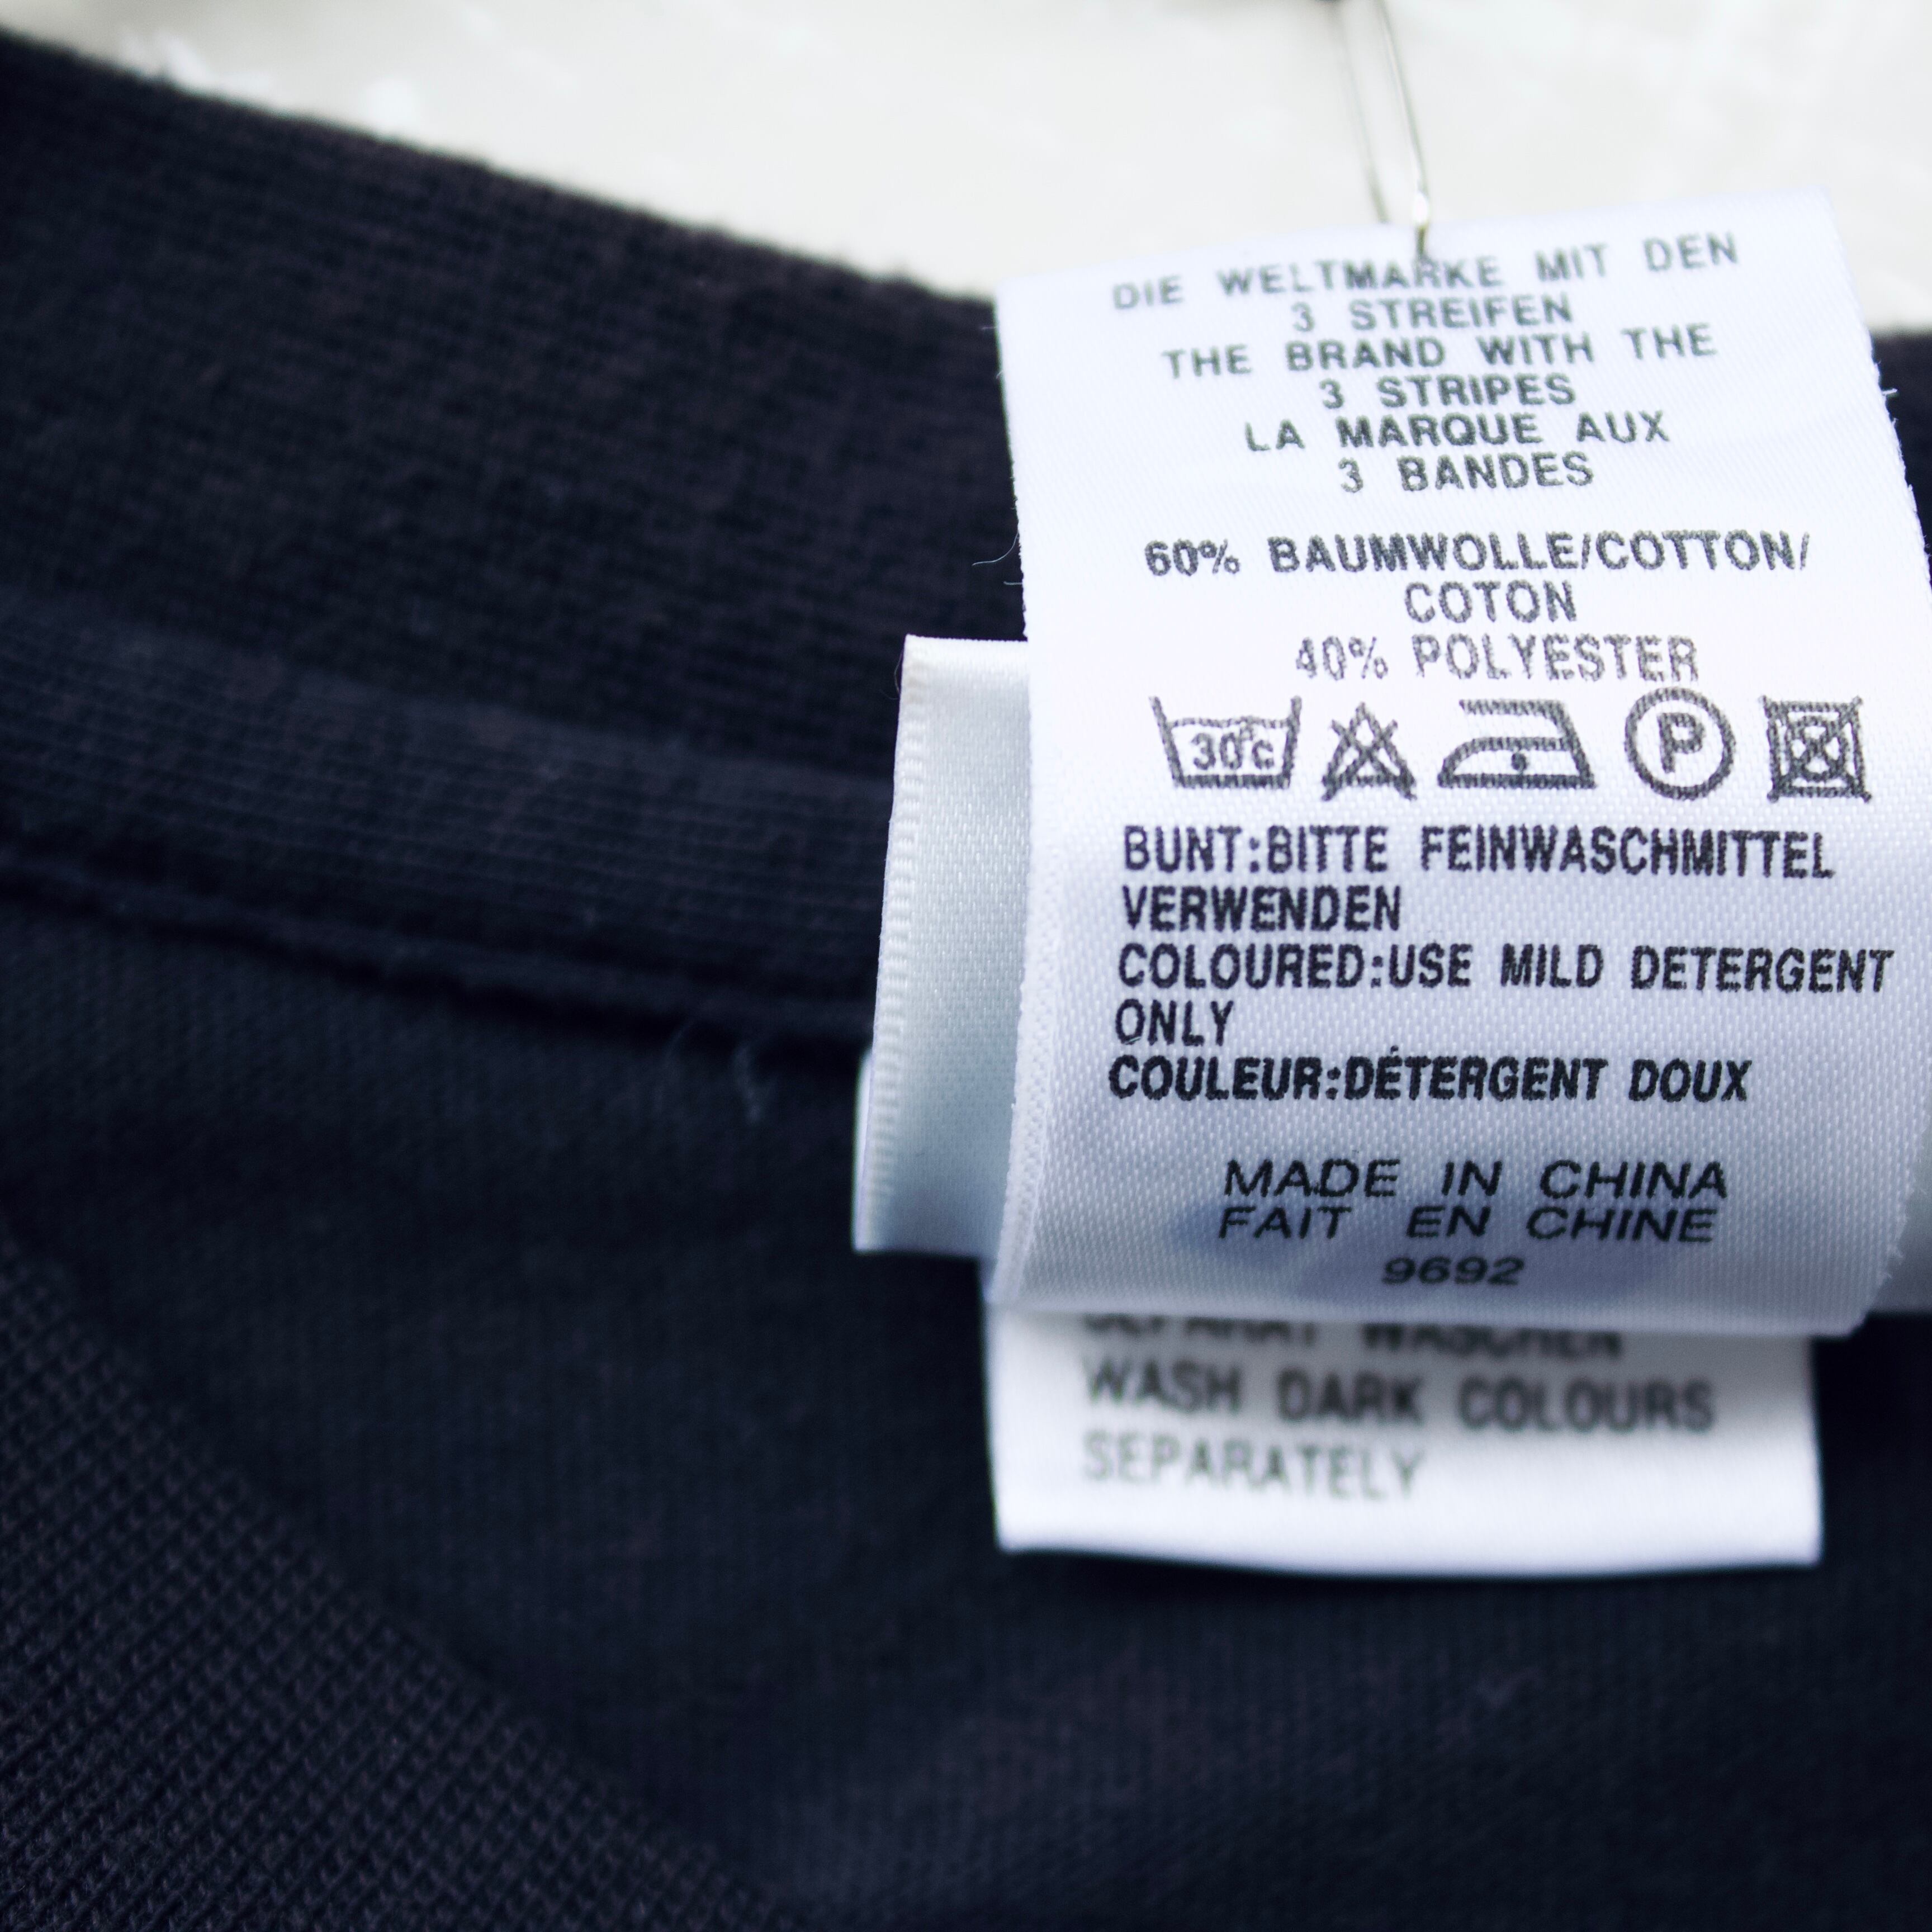 DIE WELTMARKE MIT DEN
3 STREIFEN
THE BRAND WITH THE
3 STRIPES
LA MARQUE AUX
3 BANDES
60% BAUMWOLLE/COTTON/
COTON
40% POLYESTER
30°C P
BUNT:BITTE FEINWASCHMITTEL
VERWENDEN
COLOURED:USE MILD DETERGENT
ONLY
COULEUR:DÉTERGENT DOUX
MADE IN CHINA
FAIT EN CHINE
9692
SEPARAT WASCHEN
WASH DARK COLOURS
SEPARATELY